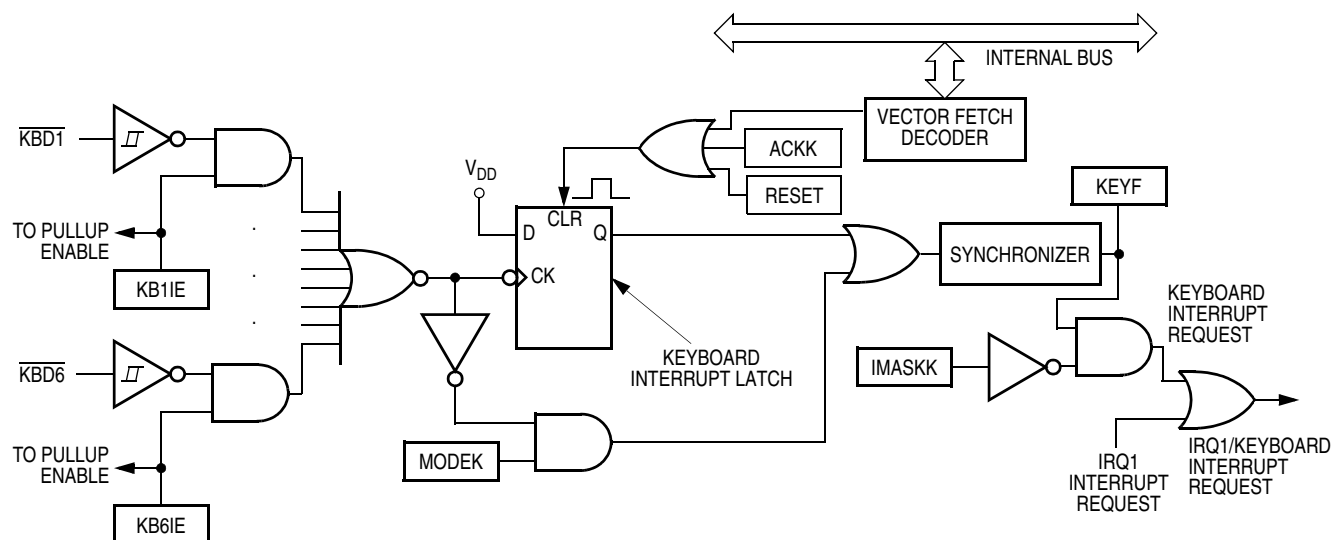 INTERNAL BUS
VECTOR FETCH
DECODER
KBD1
ACKK
VDD
RESET
KEYF
CLR
D
Q
TO PULLUP
ENABLE
SYNCHRONIZER
CK
KB1IE
KEYBOARD
INTERRUPT
REQUEST
KEYBOARD
INTERRUPT LATCH
KBD6
IMASKK
MODEK
TO PULLUP
ENABLE
IRQ1
INTERRUPT
REQUEST
IRQ1/KEYBOARD
INTERRUPT
REQUEST
KB6IE